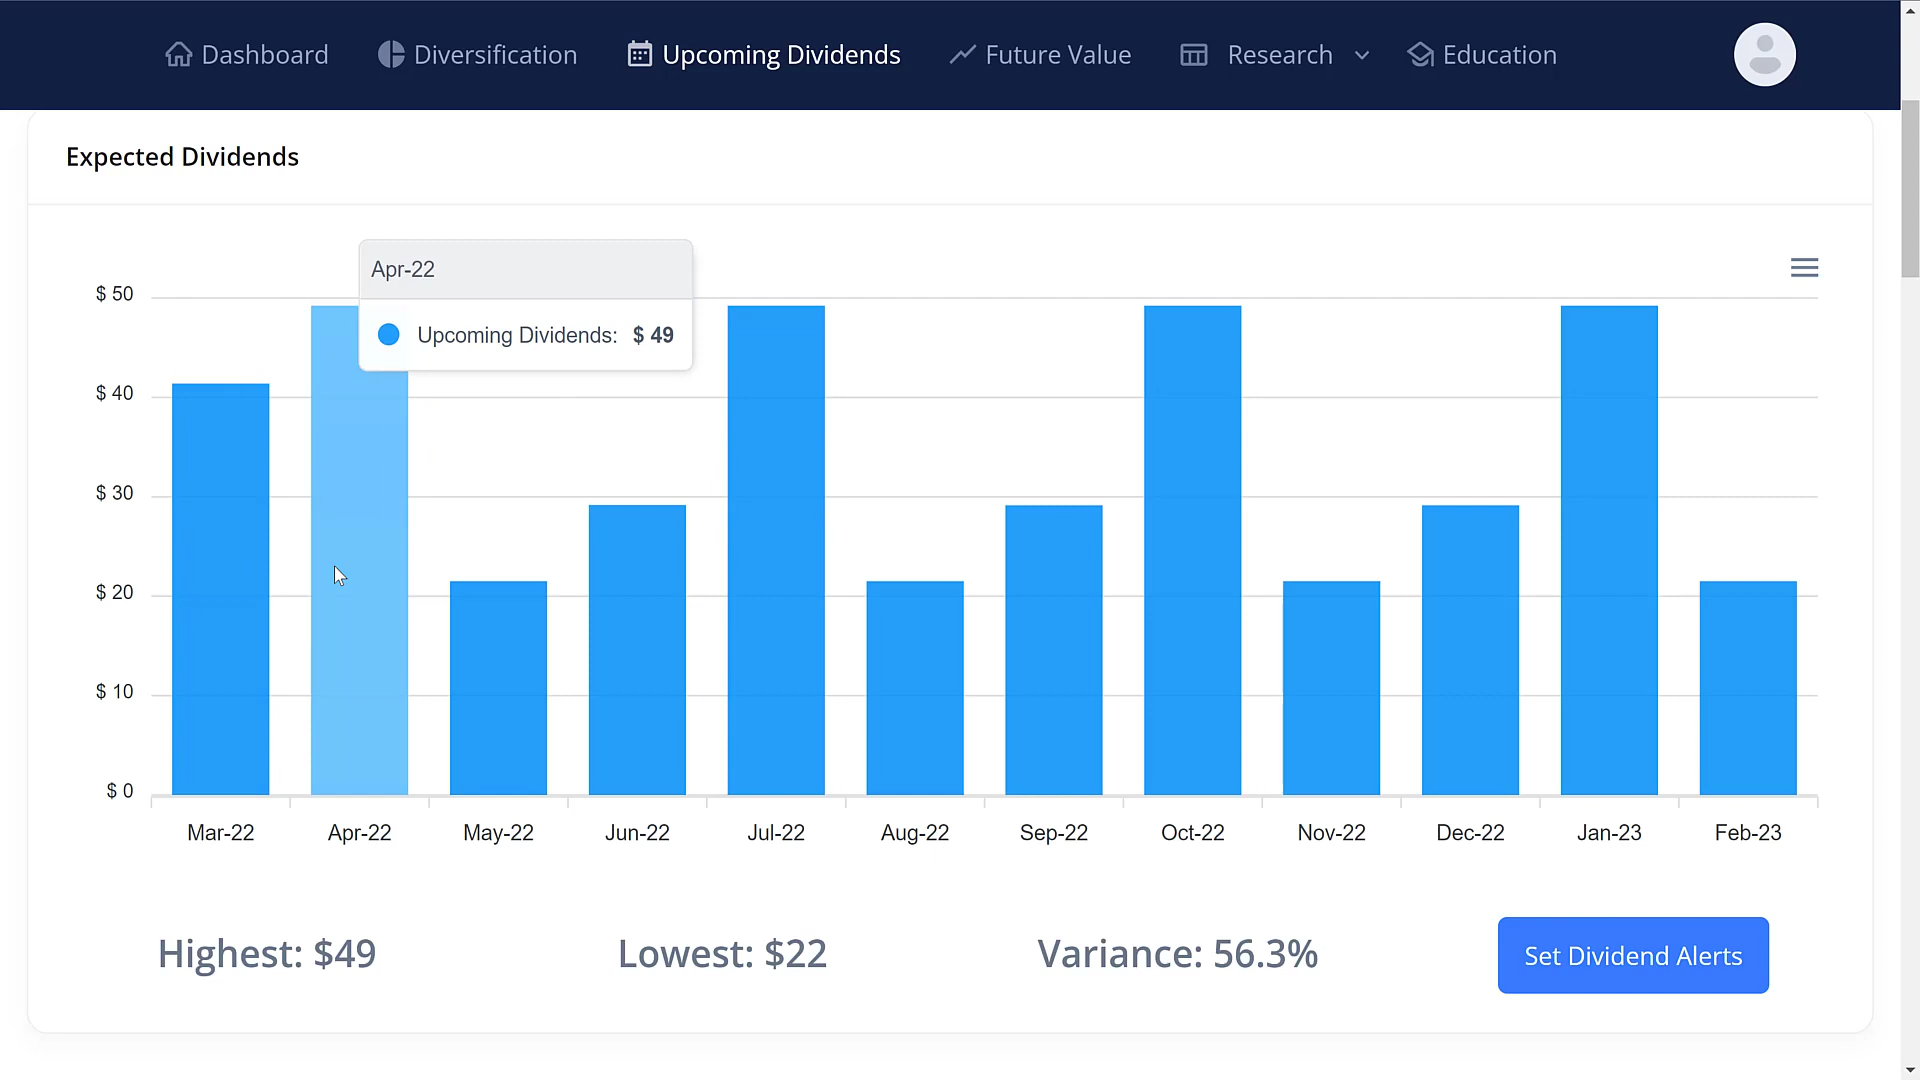 Dashboard Diversification Upcoming Dividends Future Value Research Education
Expected Dividends
Apr-22
Upcoming Dividends: $ 49
$ 50
$ 40
$ 30
$ 20
$ 10
$ 0
Mar-22 Apr-22 May-22 Jun-22 Jul-22 Aug-22 Sep-22 Oct-22 Nov-22 Dec-22 Jan-23 Feb-23
Highest: $49 Lowest: $22 Variance: 56.3% Set Dividend Alerts